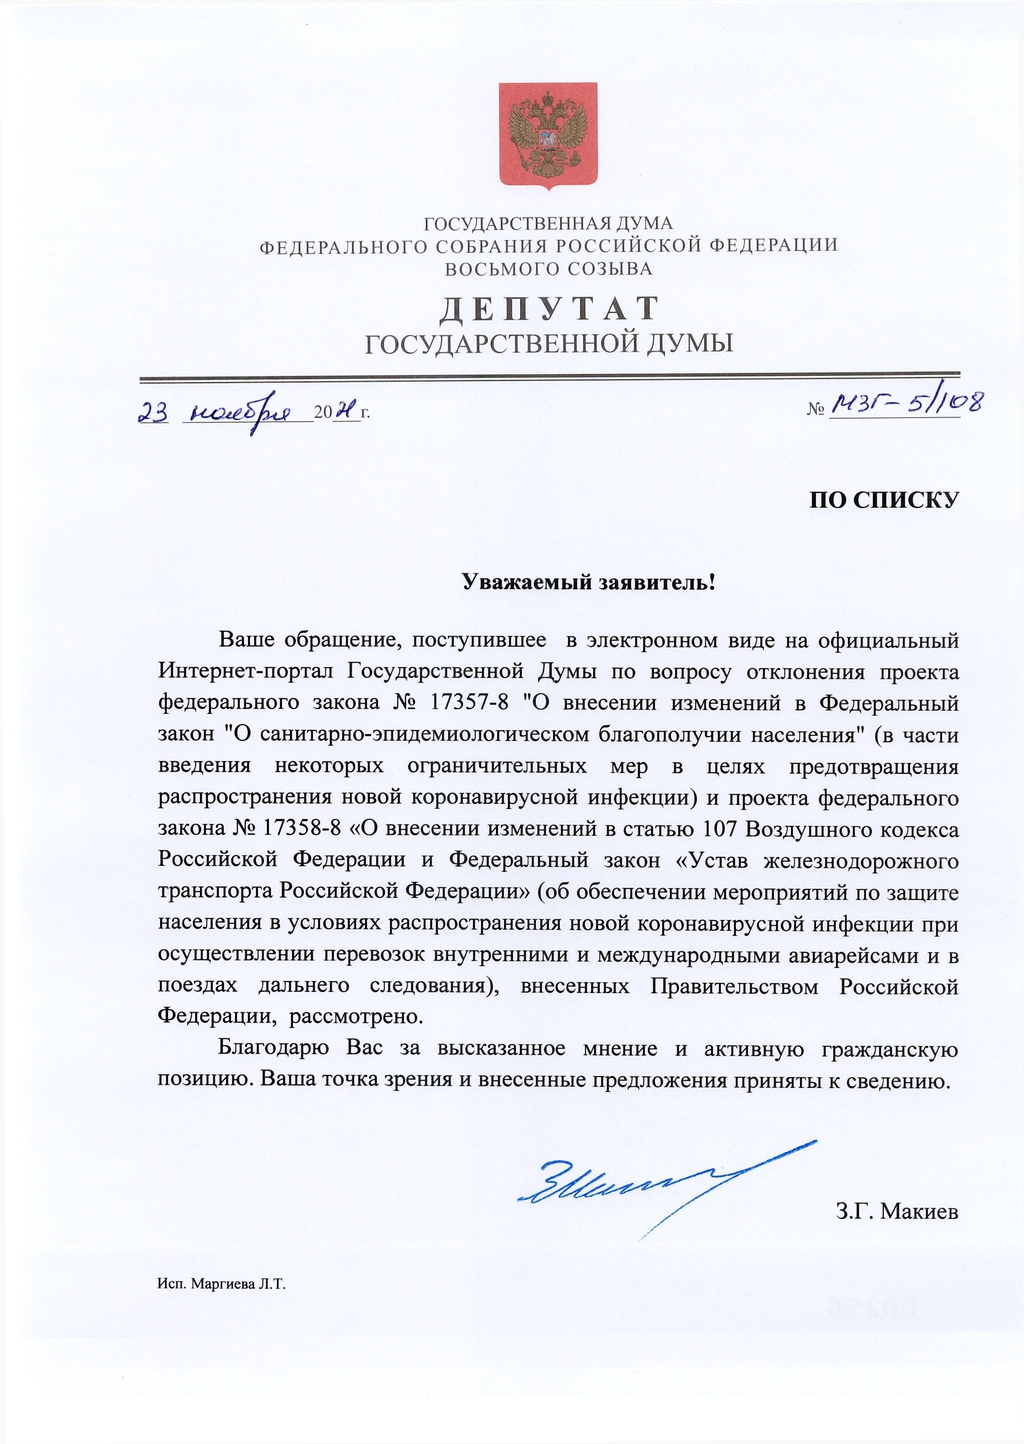 ГОСУДАРСТВЕННАЯ ДУМА
ФЕДЕРАЛЬНОГО СОБРАНИЯ РОССИЙСКОЙ ФЕДЕРАЦИИ
ВОСЬМОГО СОЗЫВА
ДЕПУТАТ
ГОСУДАРСТВЕННОЙ ДУМЫ
23 ноября 2021 г. № МЗГ-5/108
ПО СПИСКУ
Уважаемый заявитель!
Ваше обращение, поступившее в электронном виде на официальный
Интернет-портал Государственной Думы по вопросу отклонения проекта
федерального закона № 17357-8 "О внесении изменений в Федеральный
закон "О санитарно-эпидемиологическом благополучии населения" (в части
введения некоторых ограничительных мер в целях предотвращения
распространения новой коронавирусной инфекции) и проекта федерального
закона № 17358-8 «О внесении изменений в статью 107 Воздушного кодекса
Российской Федерации и Федеральный закон «Устав железнодорожного
транспорта Российской Федерации» (об обеспечении мероприятий по защите
населения в условиях распространения новой коронавирусной инфекции при
осуществлении перевозок внутренними и международными авиарейсами и в
поездах дальнего следования), внесенных Правительством Российской
Федерации, рассмотрено.
Благодарю Вас за высказанное мнение и активную гражданскую
позицию. Ваша точка зрения и внесенные предложения приняты к сведению.
З.Г. Макиев
Исп. Маргиева Л.Т.